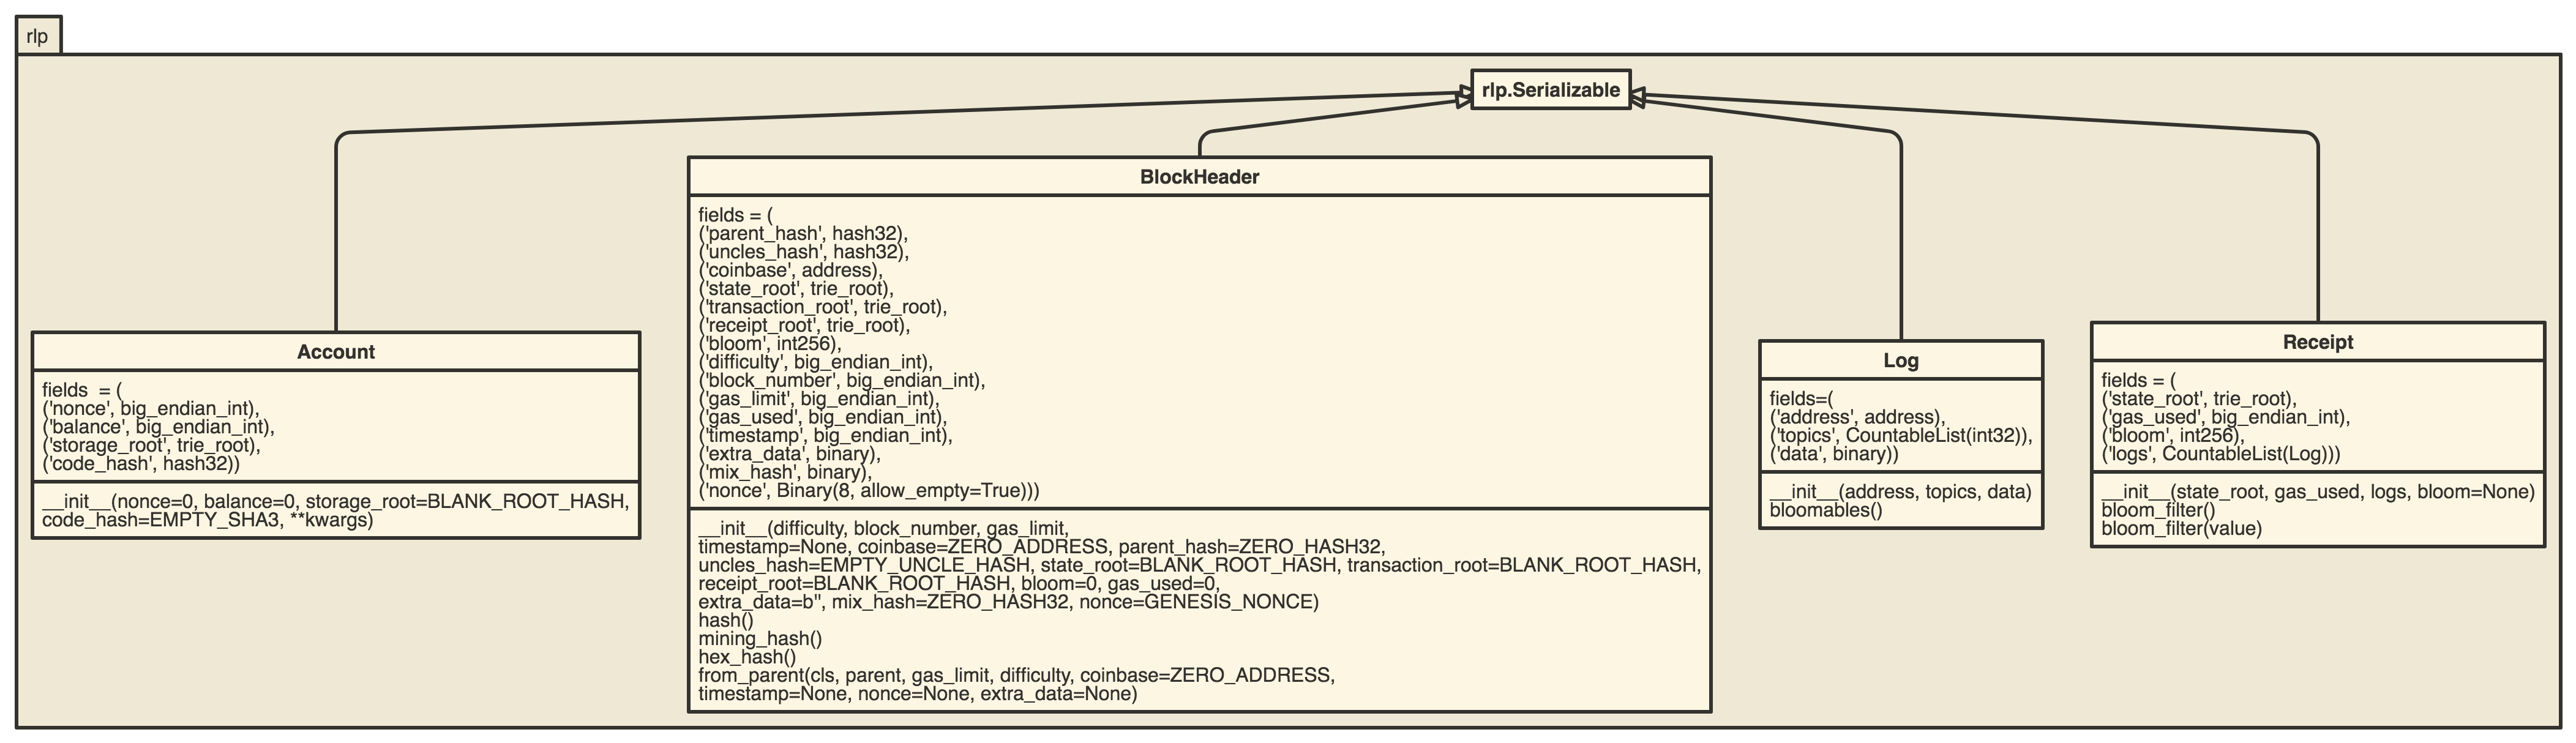 rlp
rlp.Serializable
Account
fields  = (
('nonce', big_endian_int),
('balance', big_endian_int),
('storage_root', trie_root),
('code_hash', hash32))
__init__(nonce=0, balance=0, storage_root=BLANK_ROOT_HASH,
code_hash=EMPTY_SHA3, **kwargs)
BlockHeader
fields = (
('parent_hash', hash32),
('uncles_hash', hash32),
('coinbase', address),
('state_root', trie_root),
('transaction_root', trie_root),
('receipt_root', trie_root),
('bloom', int256),
('difficulty', big_endian_int),
('block_number', big_endian_int),
('gas_limit', big_endian_int),
('gas_used', big_endian_int),
('timestamp', big_endian_int),
('extra_data', binary),
('mix_hash', binary),
('nonce', Binary(8, allow_empty=True)))
__init__(difficulty, block_number, gas_limit,
timestamp=None, coinbase=ZERO_ADDRESS, parent_hash=ZERO_HASH32,
uncles_hash=EMPTY_UNCLE_HASH, state_root=BLANK_ROOT_HASH, transaction_root=BLANK_ROOT_HASH,
receipt_root=BLANK_ROOT_HASH, bloom=0, gas_used=0,
extra_data=b'', mix_hash=ZERO_HASH32, nonce=GENESIS_NONCE)
hash()
mining_hash()
hex_hash()
from_parent(cls, parent, gas_limit, difficulty, coinbase=ZERO_ADDRESS,
timestamp=None, nonce=None, extra_data=None)
Log
fields=(
('address', address),
('topics', CountableList(int32)),
('data', binary))
__init__(address, topics, data)
bloomables()
Receipt
fields = (
('state_root', trie_root),
('gas_used', big_endian_int),
('bloom', int256),
('logs', CountableList(Log)))
__init__(state_root, gas_used, logs, bloom=None)
bloom_filter()
bloom_filter(value)